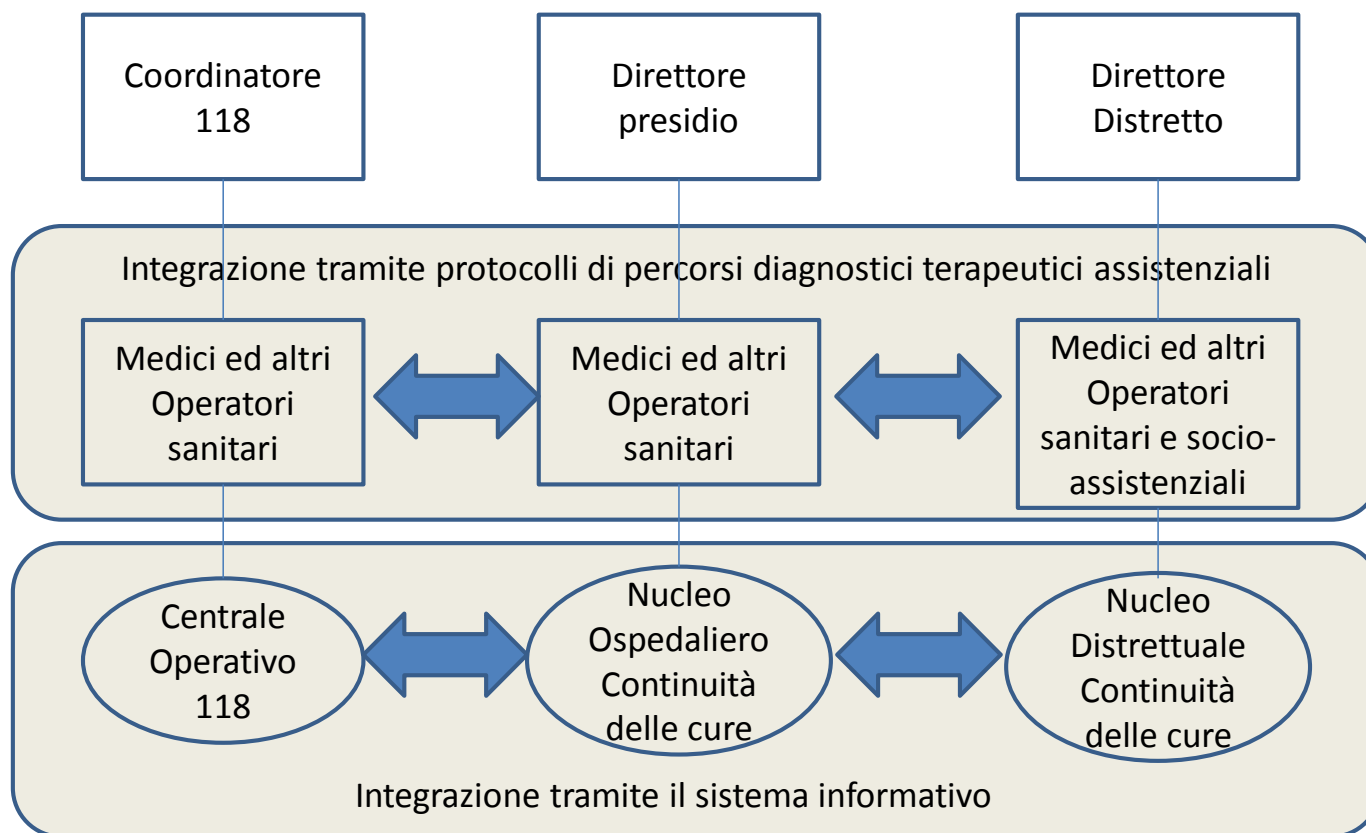 Coordinatore
118
Direttore
presidio
Direttore
Distretto
Integrazione tramite protocolli di percorsi diagnostici terapeutici assistenziali
Medici ed altri
Operatori
sanitari
Medici ed altri
Operatori
sanitari
Medici ed altri
Operatori
sanitari e socio-
assistenziali
Centrale
Operativo
118
Nucleo
Ospedaliero
Continuità
delle cure
Nucleo
Distrettuale
Continuità
delle cure
Integrazione tramite il sistema informativo